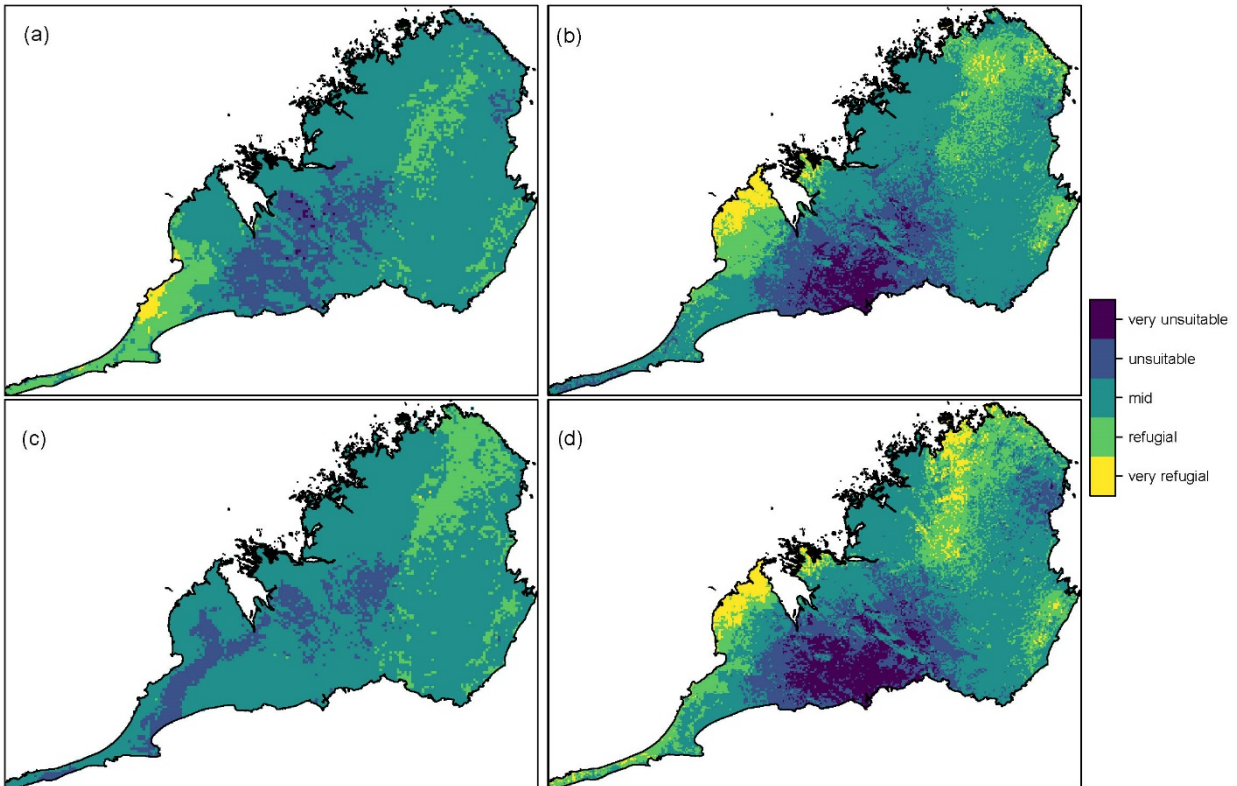 (a)
(b)
very unsuitable
unsuitable
mid
refugial
very refugial
(c)
(d)